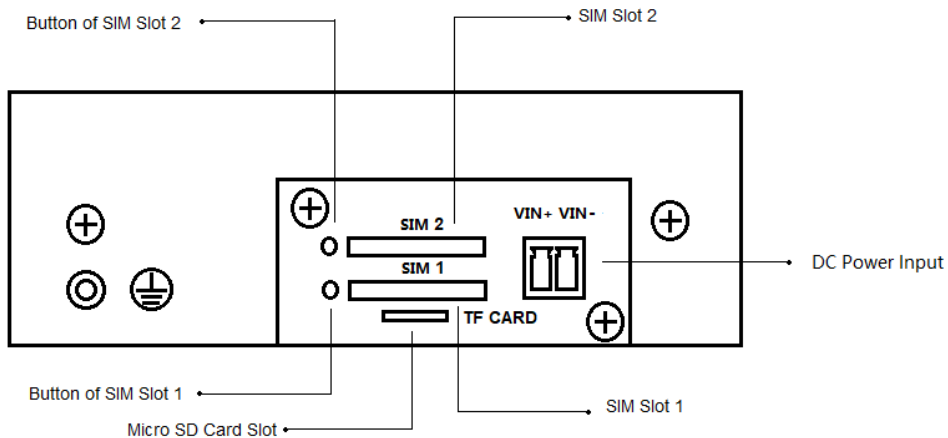 Button of SIM Slot 2
SIM Slot 2
VIN+ VIN-
SIM 2
DC Power Input
SIM 1
TF CARD
Button of SIM Slot 1
SIM Slot 1
Micro SD Card Slot